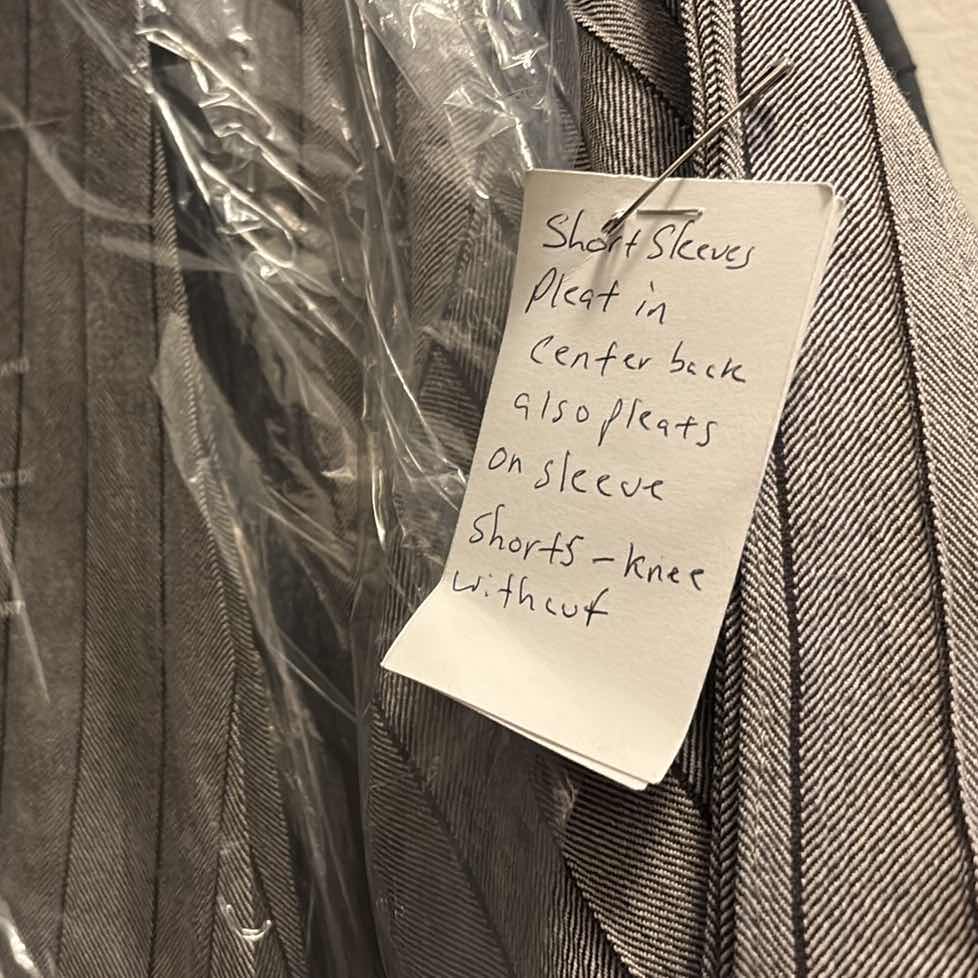 Short Sleeves
Pleat in
Center back
also pleats
on sleeve
Shorts - knee
without